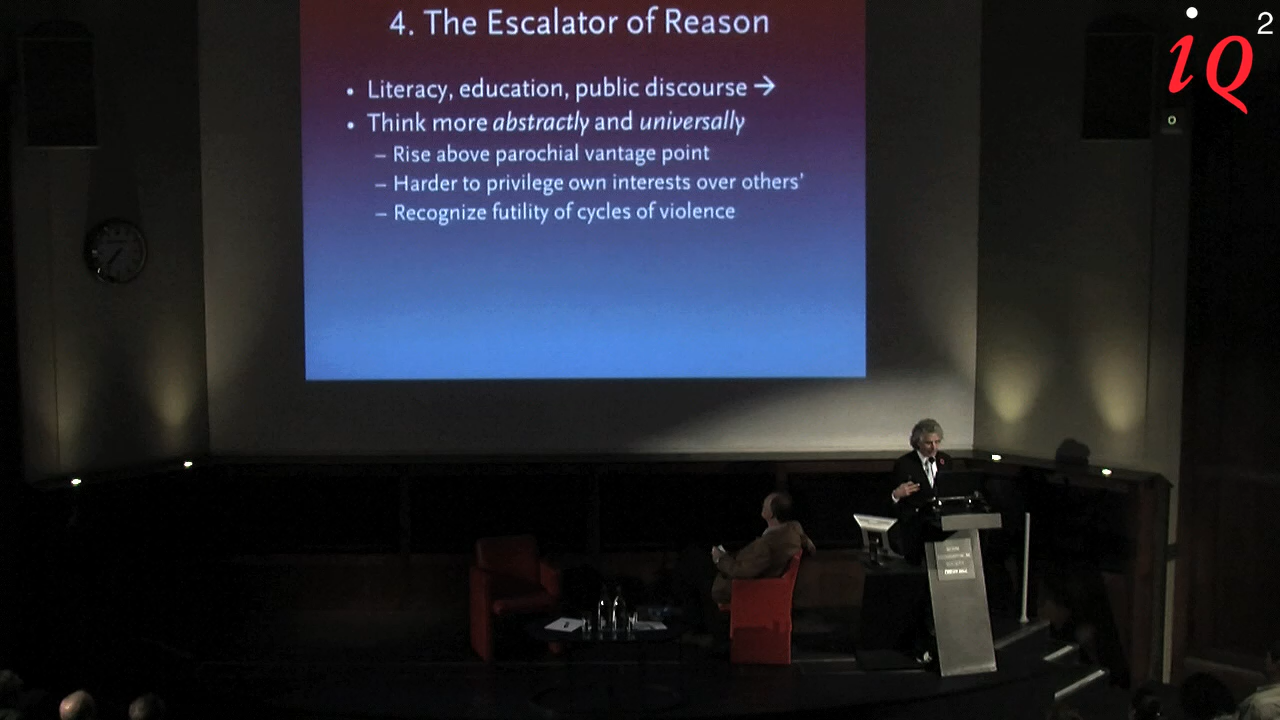 4. The Escalator of Reason
• Literacy, education, public discourse →
• Think more abstractly and universally
– Rise above parochial vantage point
– Harder to privilege own interests over others’
– Recognize futility of cycles of violence
iQ2